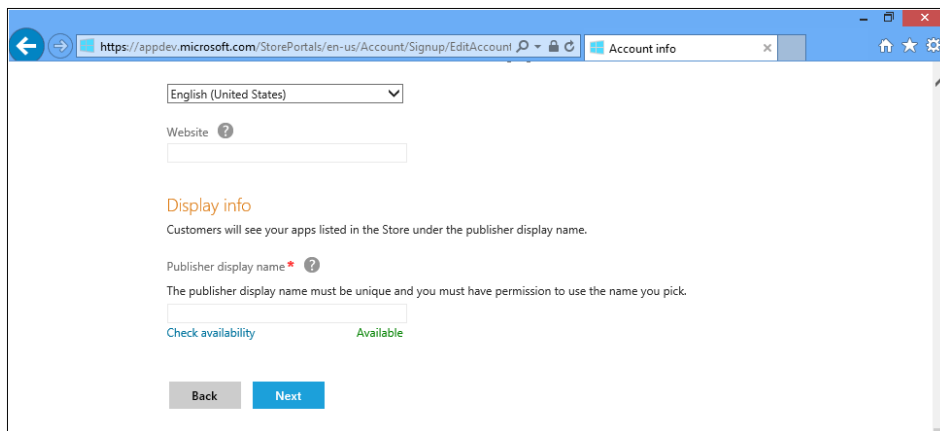 https://appdev.microsoft.com/StorePortals/en-us/Account/Signup/EditAccount
Account info
English (United States)
Website ?
Display info
Customers will see your apps listed in the Store under the publisher display name.
Publisher display name * ?
The publisher display name must be unique and you must have permission to use the name you pick.
Check availability Available
Back Next